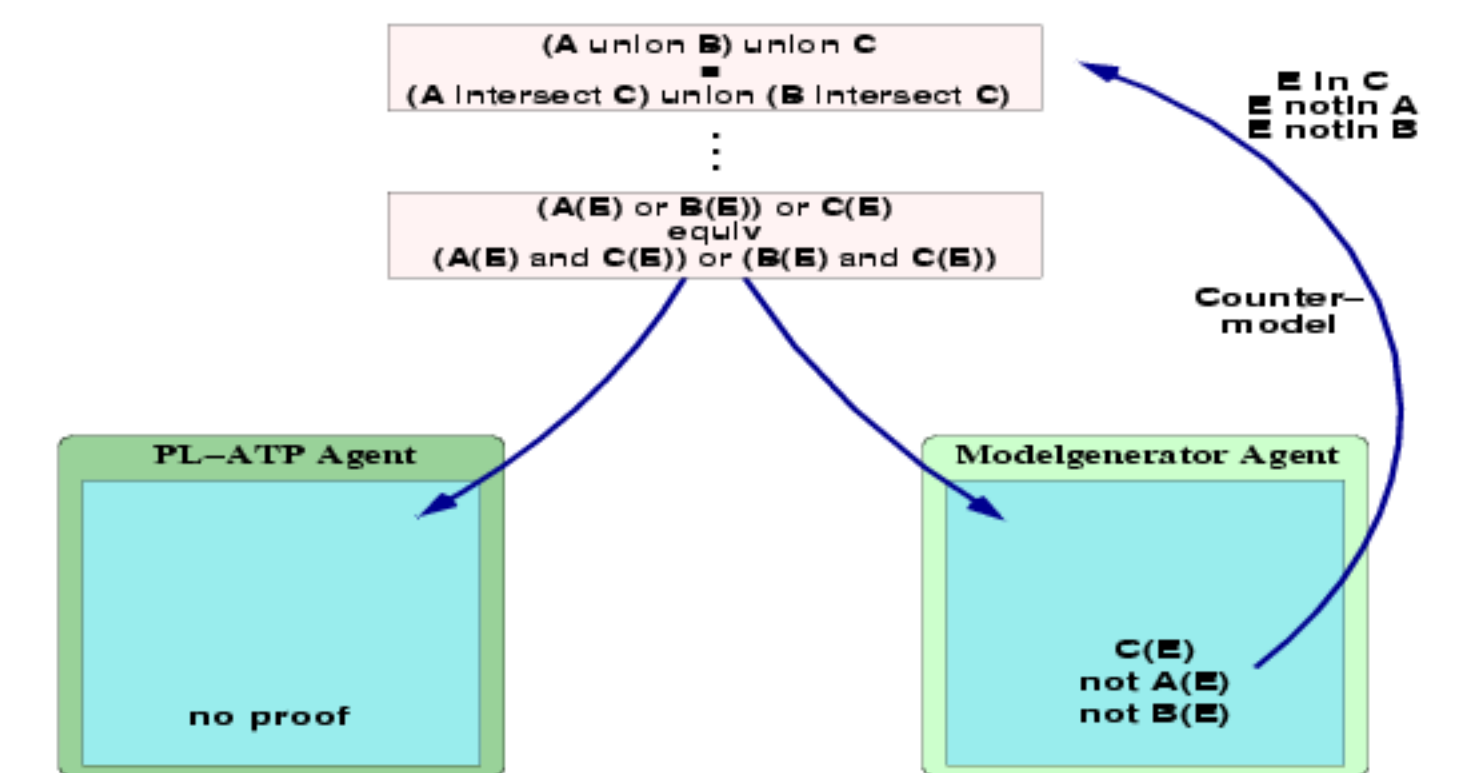 (A union B) union C
=
(A intersect C) union (B intersect C)
E in C
E notin A
E notin B
⋮
(A(E) or B(E)) or C(E)
equiv
(A(E) and C(E)) or (B(E) and C(E))
Counter–
model
PL–ATP Agent
no proof
Modelgenerator Agent
C(E)
not A(E)
not B(E)